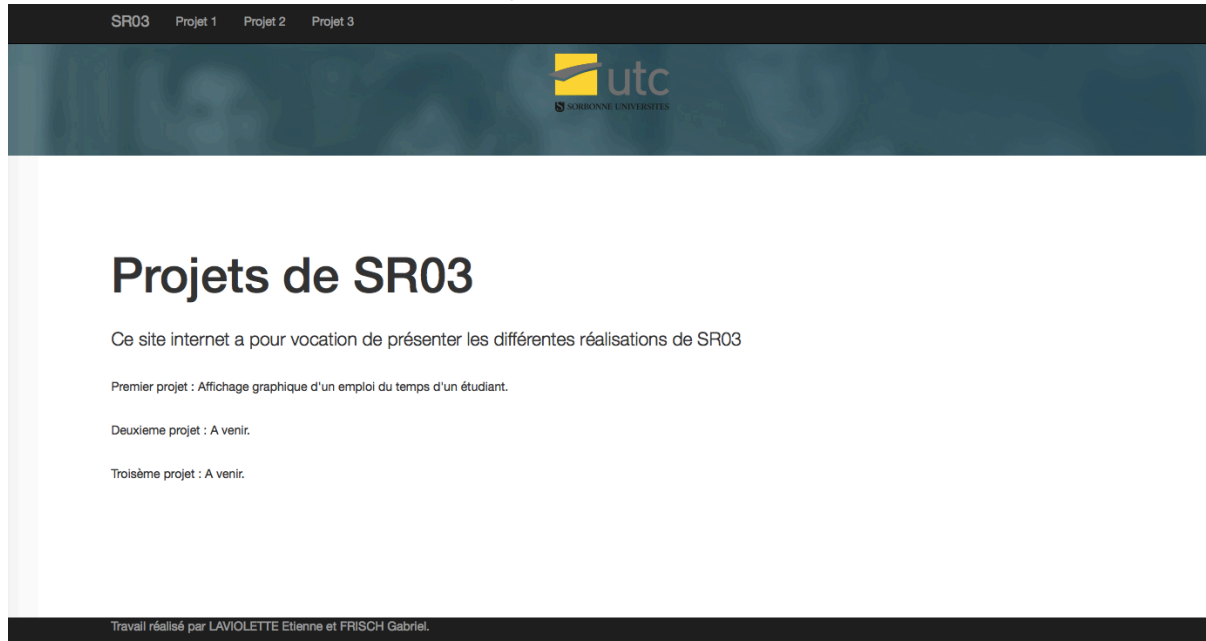 SR03 Projet 1 Projet 2 Projet 3
utc
SORBONNE UNIVERSITES
Projets de SR03
Ce site internet a pour vocation de présenter les différentes réalisations de SR03
Premier projet : Affichage graphique d'un emploi du temps d'un étudiant.
Deuxieme projet : A venir.
Troisème projet : A venir.
Travail réalisé par LAVIOLETTE Etienne et FRISCH Gabriel.